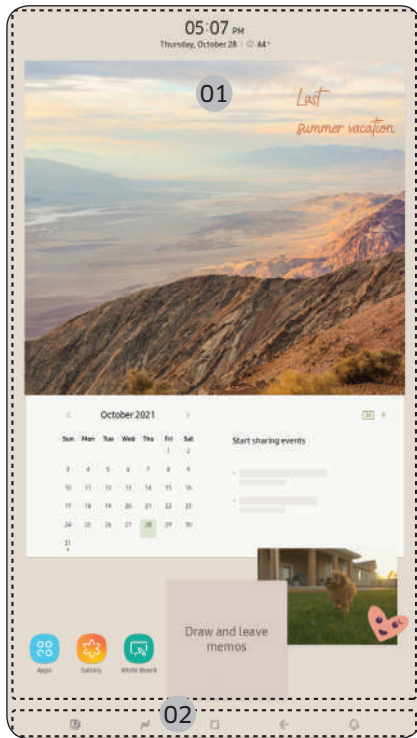 05:07 PM
Thursday, October 28 64°
01
Last
summer vacation
October 2021
Sun Mon Tue Wed Thu Fri Sat
1 2
3 4 5 6 7 8 9
10 11 12 13 14 15 16
17 18 19 20 21 22 23
24 25 26 27 28 29 30
31
Start sharing events
Draw and leave
memos
Apps Gallery White Board
02